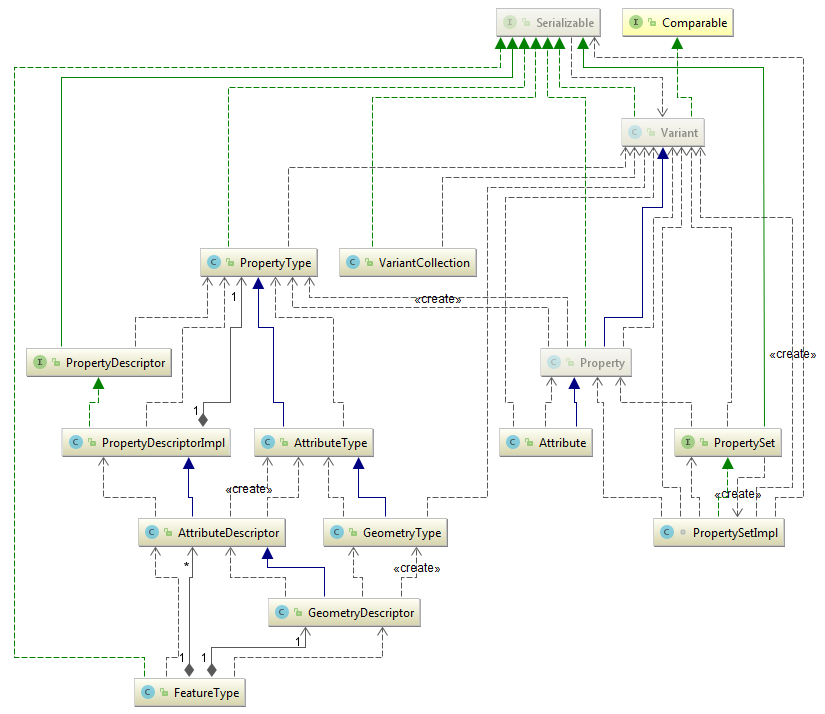 I Serializable
I Comparable
C Variant
C PropertyType
C VariantCollection
1
«create»
«create»
I PropertyDescriptor
C Property
1
C PropertyDescriptorImpl
C AttributeType
C Attribute
I PropertySet
«create»
«create»
C AttributeDescriptor
C GeometryType
C PropertySetImpl
*
«create»
C GeometryDescriptor
1
1
1
C FeatureType